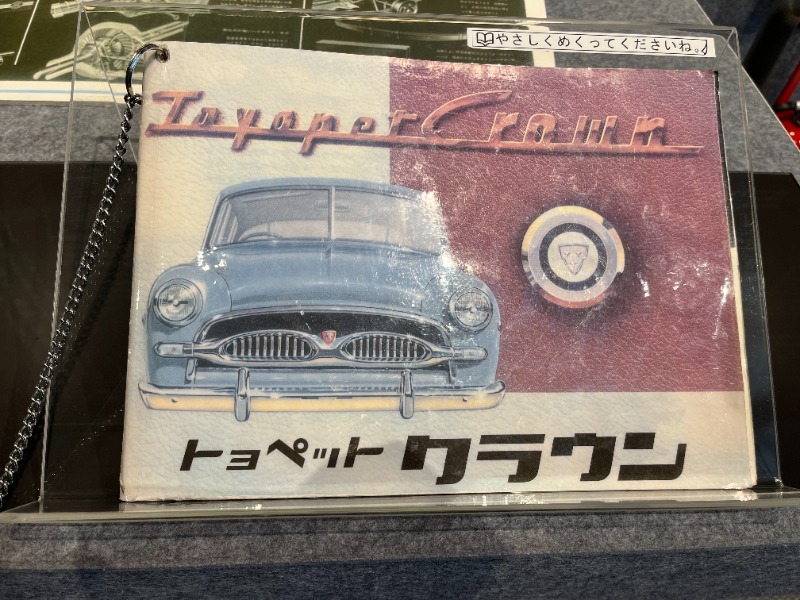 📖やさしくめくってくださいね。♪
Toyopet Crown
トヨペット クラウン